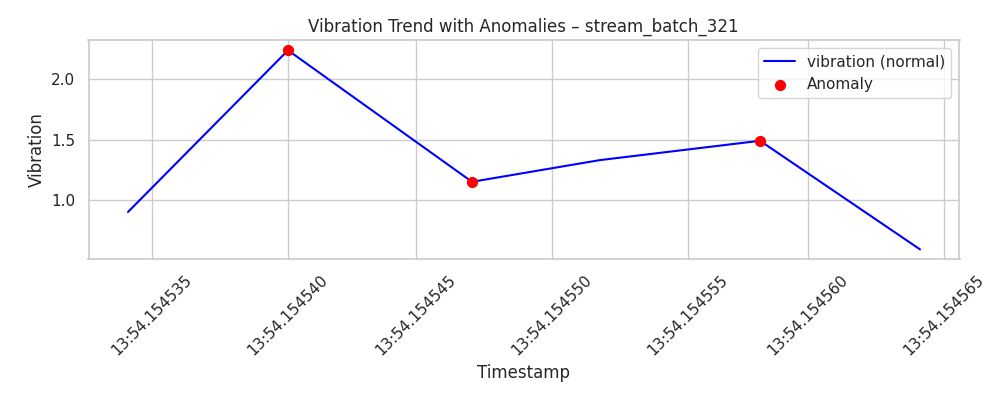 Vibration Trend with Anomalies – stream_batch_321
vibration (normal)
Anomaly
Vibration
2.0
1.5
1.0
13:54.154535
13:54.154540
13:54.154545
13:54.154550
13:54.154555
13:54.154560
13:54.154565
Timestamp